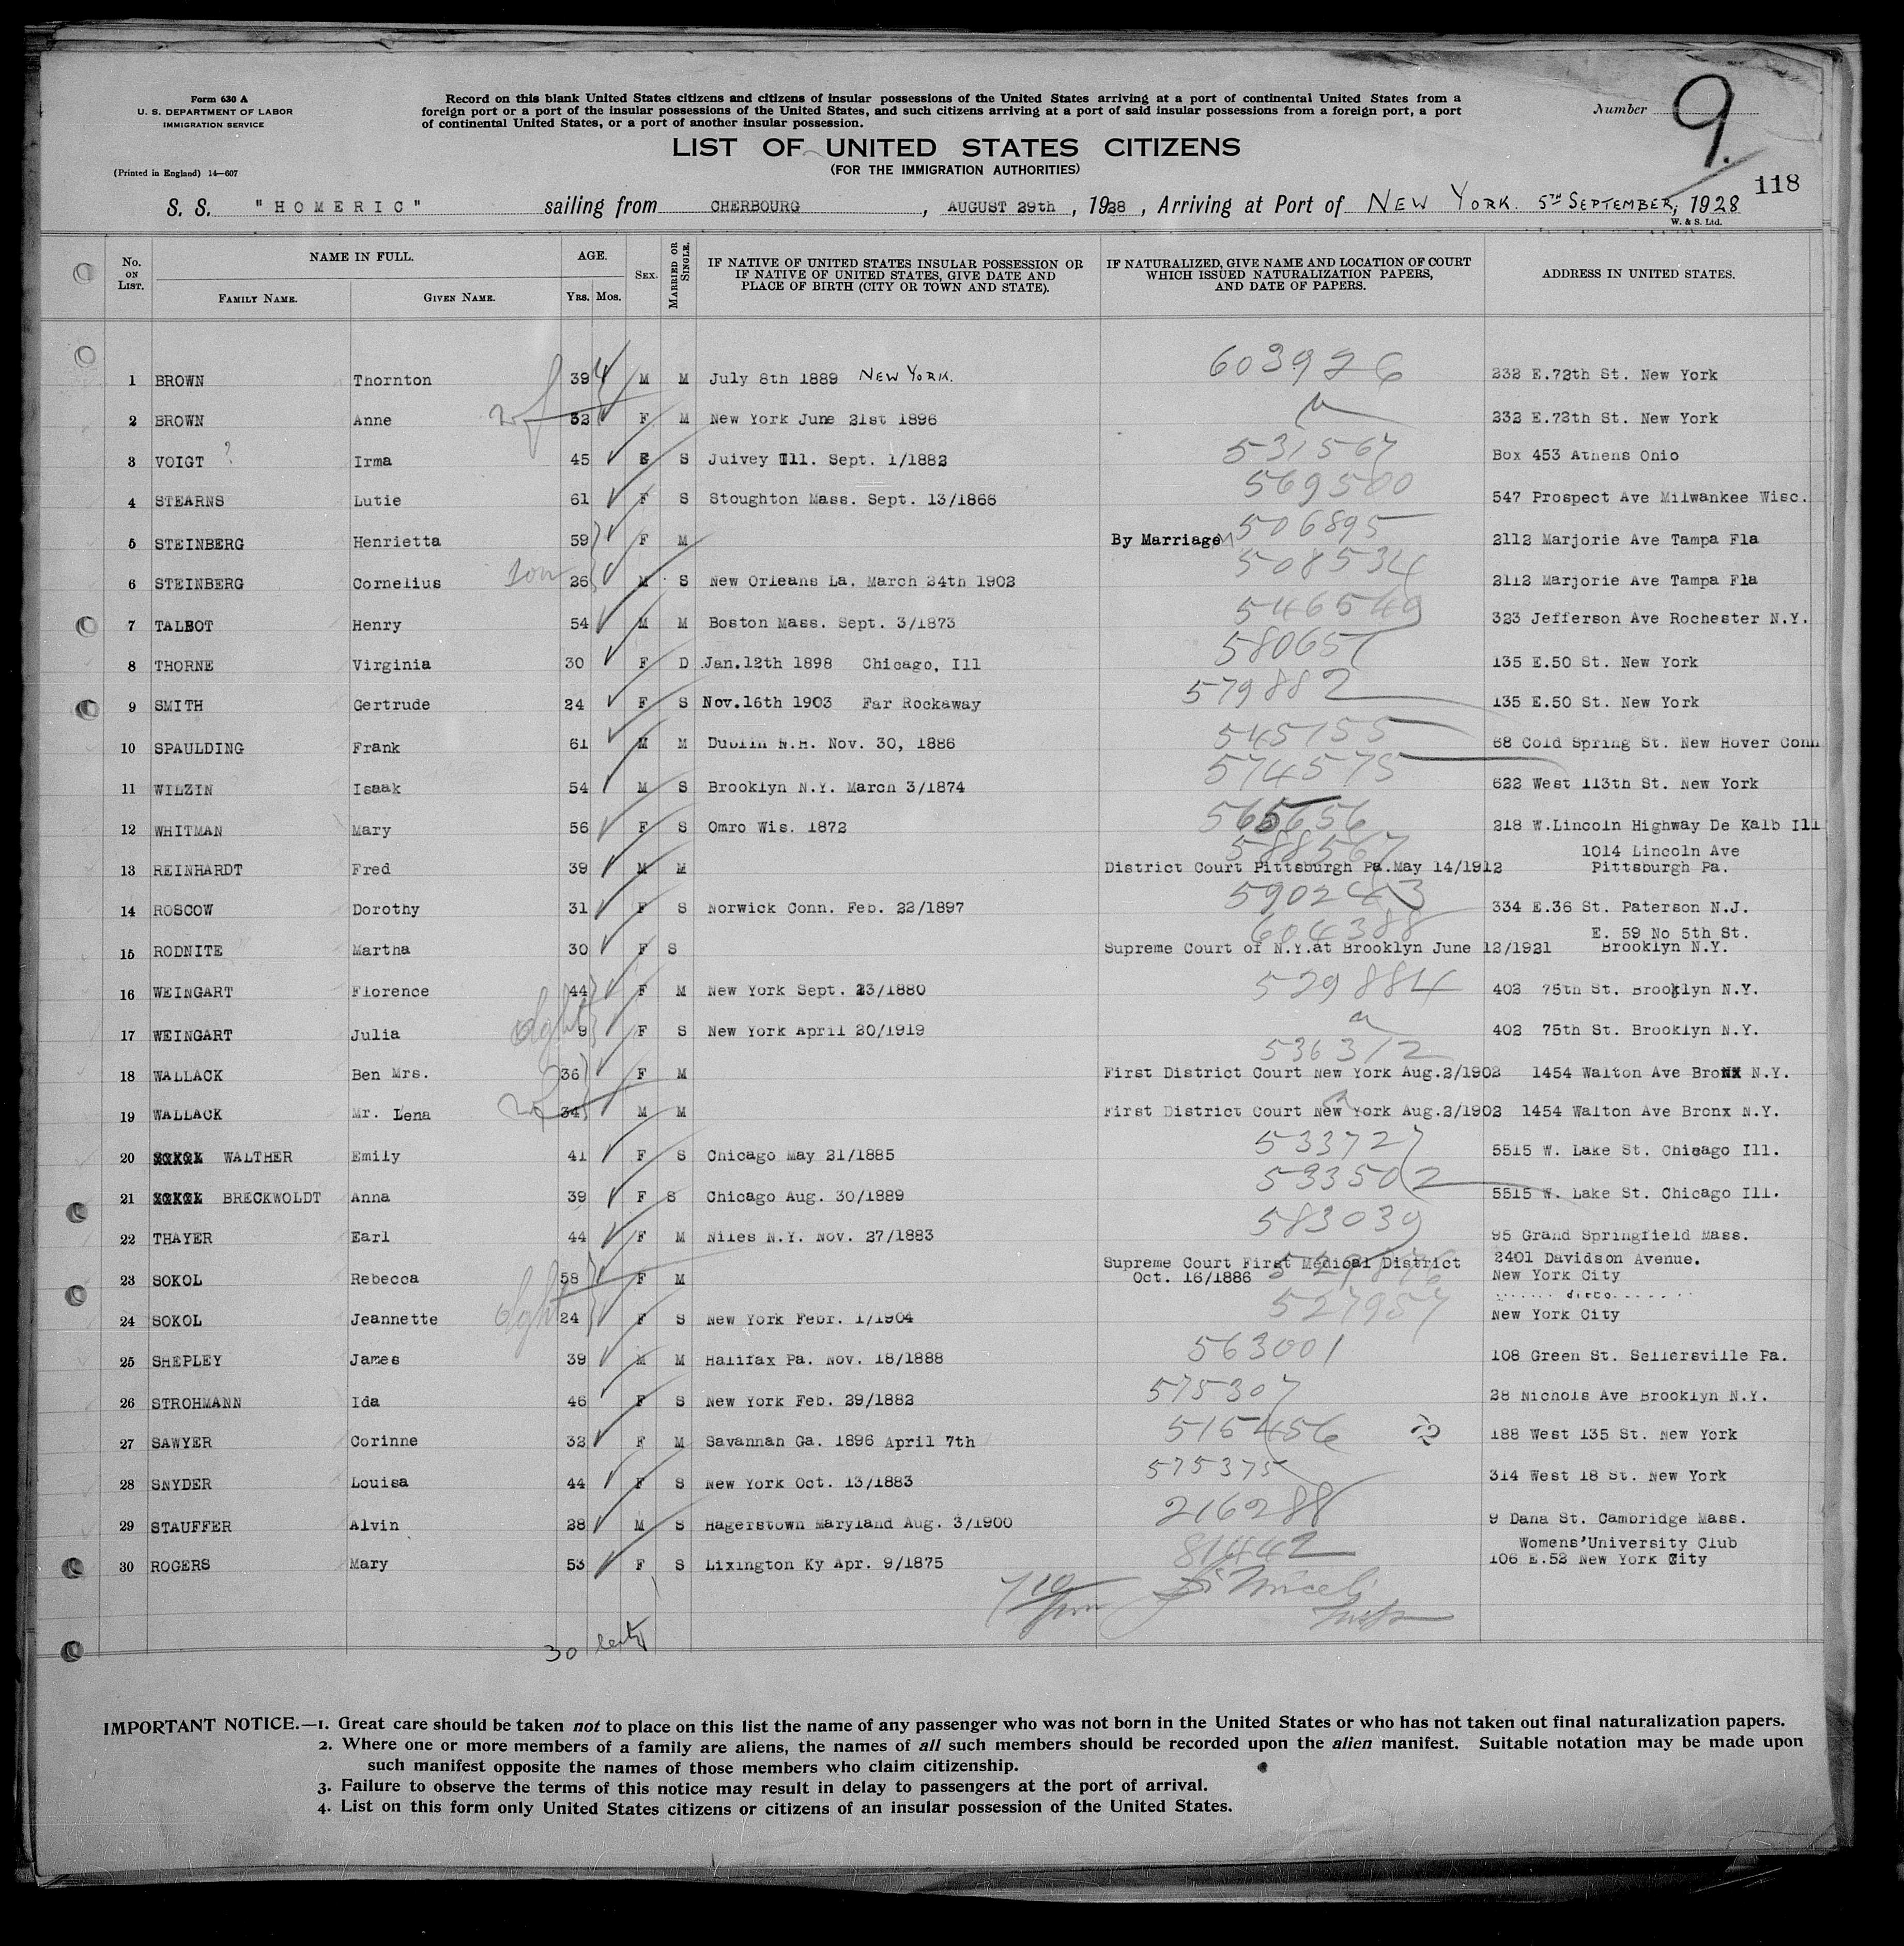 Form 630 A
U. S. DEPARTMENT OF LABOR
IMMIGRATION SERVICE
(Printed in England) 14—607
Record on this blank United States citizens and citizens of insular possessions of the United States arriving at a port of continental United States from a
foreign port or a port of the insular possessions of the United States, and such citizens arriving at a port of said insular possessions from a foreign port, a port
of continental United States, or a port of another insular possession.
Number 9.
LIST OF UNITED STATES CITIZENS
(FOR THE IMMIGRATION AUTHORITIES)
118
S. S. "HOMERIC" sailing from CHERBOURG, AUGUST 29th, 1928, Arriving at Port of NEW YORK. 5TH SEPTEMBER, 1928
W. & S. Ltd.
No. ON LIST. NAME IN FULL. FAMILY NAME. GIVEN NAME. AGE. YRS. MOS. SEX. MARRIED OR SINGLE. IF NATIVE OF UNITED STATES INSULAR POSSESSION OR IF NATIVE OF UNITED STATES, GIVE DATE AND PLACE OF BIRTH (CITY OR TOWN AND STATE). IF NATURALIZED, GIVE NAME AND LOCATION OF COURT WHICH ISSUED NATURALIZATION PAPERS, AND DATE OF PAPERS. ADDRESS IN UNITED STATES.
1 BROWN Thornton 39 M M July 8th 1889 NEW YORK. 603926 232 E.72th St. New York
2 BROWN Anne 32 F M New York June 21st 1896 232 E.72th St. New York
3 VOIGT ? Irma 45 S Juivey Ill. Sept. 1/1882 531567 Box 453 Athens Ohio
4 STEARNS Lutie 61 F S Stoughton Mass. Sept. 13/1866 569500 547 Prospect Ave Milwankee Wisc.
5 STEINBERG Henrietta 59 F M By Marriage 506895 2112 Marjorie Ave Tampa Fla
6 STEINBERG Cornelius son 26 M S New Orleans La. March 24th 1902 508534 2112 Marjorie Ave Tampa Fla
7 TALBOT Henry 54 M M Boston Mass. Sept. 3/1873 546549 323 Jefferson Ave Rochester N.Y.
8 THORNE Virginia 30 F D Jan.12th 1898 Chicago, Ill 580657 135 E.50 St. New York
9 SMITH Gertrude 24 F S Nov.16th 1903 Far Rockaway 579882 135 E.50 St. New York
10 SPAULDING Frank 61 M M Dublin N.H. Nov. 30, 1886 545155 68 Cold Spring St. New Hover Conn
11 WILZIN Isaak 54 M S Brooklyn N.Y. March 3/1874 574575 622 West 113th St. New York
12 WHITMAN Mary 56 F S Omro Wis. 1872 565656 218 W.Lincoln Highway De Kalb Ill
13 REINHARDT Fred 39 M M District Court Pittsburgh Pa.May 14/1912 588567 1014 Lincoln Ave
Pittsburgh Pa.
14 ROSCOW Dorothy 31 F S Norwick Conn. Feb. 22/1897 590243 334 E.36 St. Paterson N.J.
15 RODNITE Martha 30 F S 604388 Supreme Court of N.Y.at Brooklyn June 12/1921 E. 59 No 5th St.
Brooklyn N.Y.
16 WEINGART Florence 44 F M New York Sept. 23/1880 529884 402 75th St. Brooklyn N.Y.
17 WEINGART Julia dght 9 F S New York April 20/1919 402 75th St. Brooklyn N.Y.
18 WALLACK Ben Mrs. 36 F M 536312 First District Court New York Aug.2/1902 1454 Walton Ave Bronx N.Y.
19 WALLACK Mr. Lena 34 M M First District Court New York Aug.2/1902 1454 Walton Ave Bronx N.Y.
20 WALTHER Emily 41 F S Chicago May 21/1885 533727 5515 W. Lake St. Chicago Ill.
21 BRECKWOLDT Anna 39 F S Chicago Aug. 30/1889 593502 5515 W. Lake St. Chicago Ill.
22 THAYER Earl 44 F M Niles N.Y. Nov. 27/1883 583039 95 Grand Springfield Mass.
23 SOKOL Rebecca 58 F M Supreme Court First Medical District
Oct. 16/1886 2401 Davidson Avenue.
New York City
24 SOKOL Jeannette dght 24 F S New York Febr. 1/1904 527957 ditto
New York City
25 SHEPLEY James 39 M M Halifax Pa. Nov. 18/1888 563001 108 Green St. Sellersville Pa.
26 STROHMANN Ida 46 F S New York Feb. 29/1882 575307 28 Nichols Ave Brooklyn N.Y.
27 SAWYER Corinne 32 F M Savannan Ga. 1896 April 7th 515456 188 West 135 St. New York
28 SNYDER Louisa 44 F S New York Oct. 13/1883 575375 314 West 18 St. New York
29 STAUFFER Alvin 28 M S Hagerstown Maryland Aug. 3/1900 216288 9 Dana St. Cambridge Mass.
30 ROGERS Mary 53 F S Lixington Ky Apr. 9/1875 81442 Womens'University Club
106 E.52 New York City
30
IMPORTANT NOTICE.—1. Great care should be taken not to place on this list the name of any passenger who was not born in the United States or who has not taken out final naturalization papers.
2. Where one or more members of a family are aliens, the names of all such members should be recorded upon the alien manifest. Suitable notation may be made upon
such manifest opposite the names of those members who claim citizenship.
3. Failure to observe the terms of this notice may result in delay to passengers at the port of arrival.
4. List on this form only United States citizens or citizens of an insular possession of the United States.